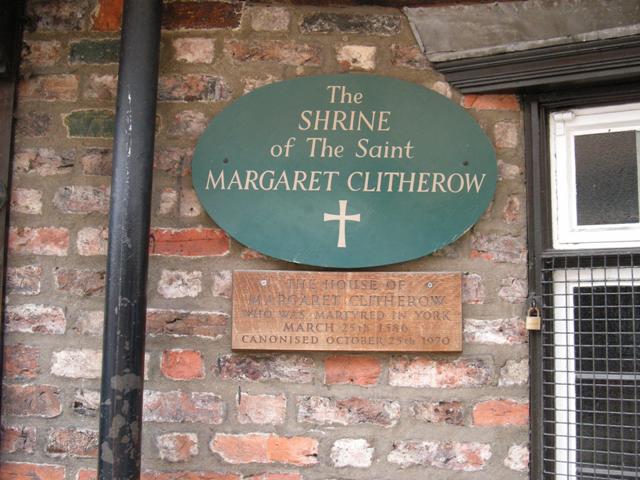 The
SHRINE
of The Saint
MARGARET CLITHEROW
THE HOUSE OF
MARGARET CLITHEROW
WHO WAS MARTYRED IN YORK
MARCH 25th 1586
CANONISED OCTOBER 25th 1970